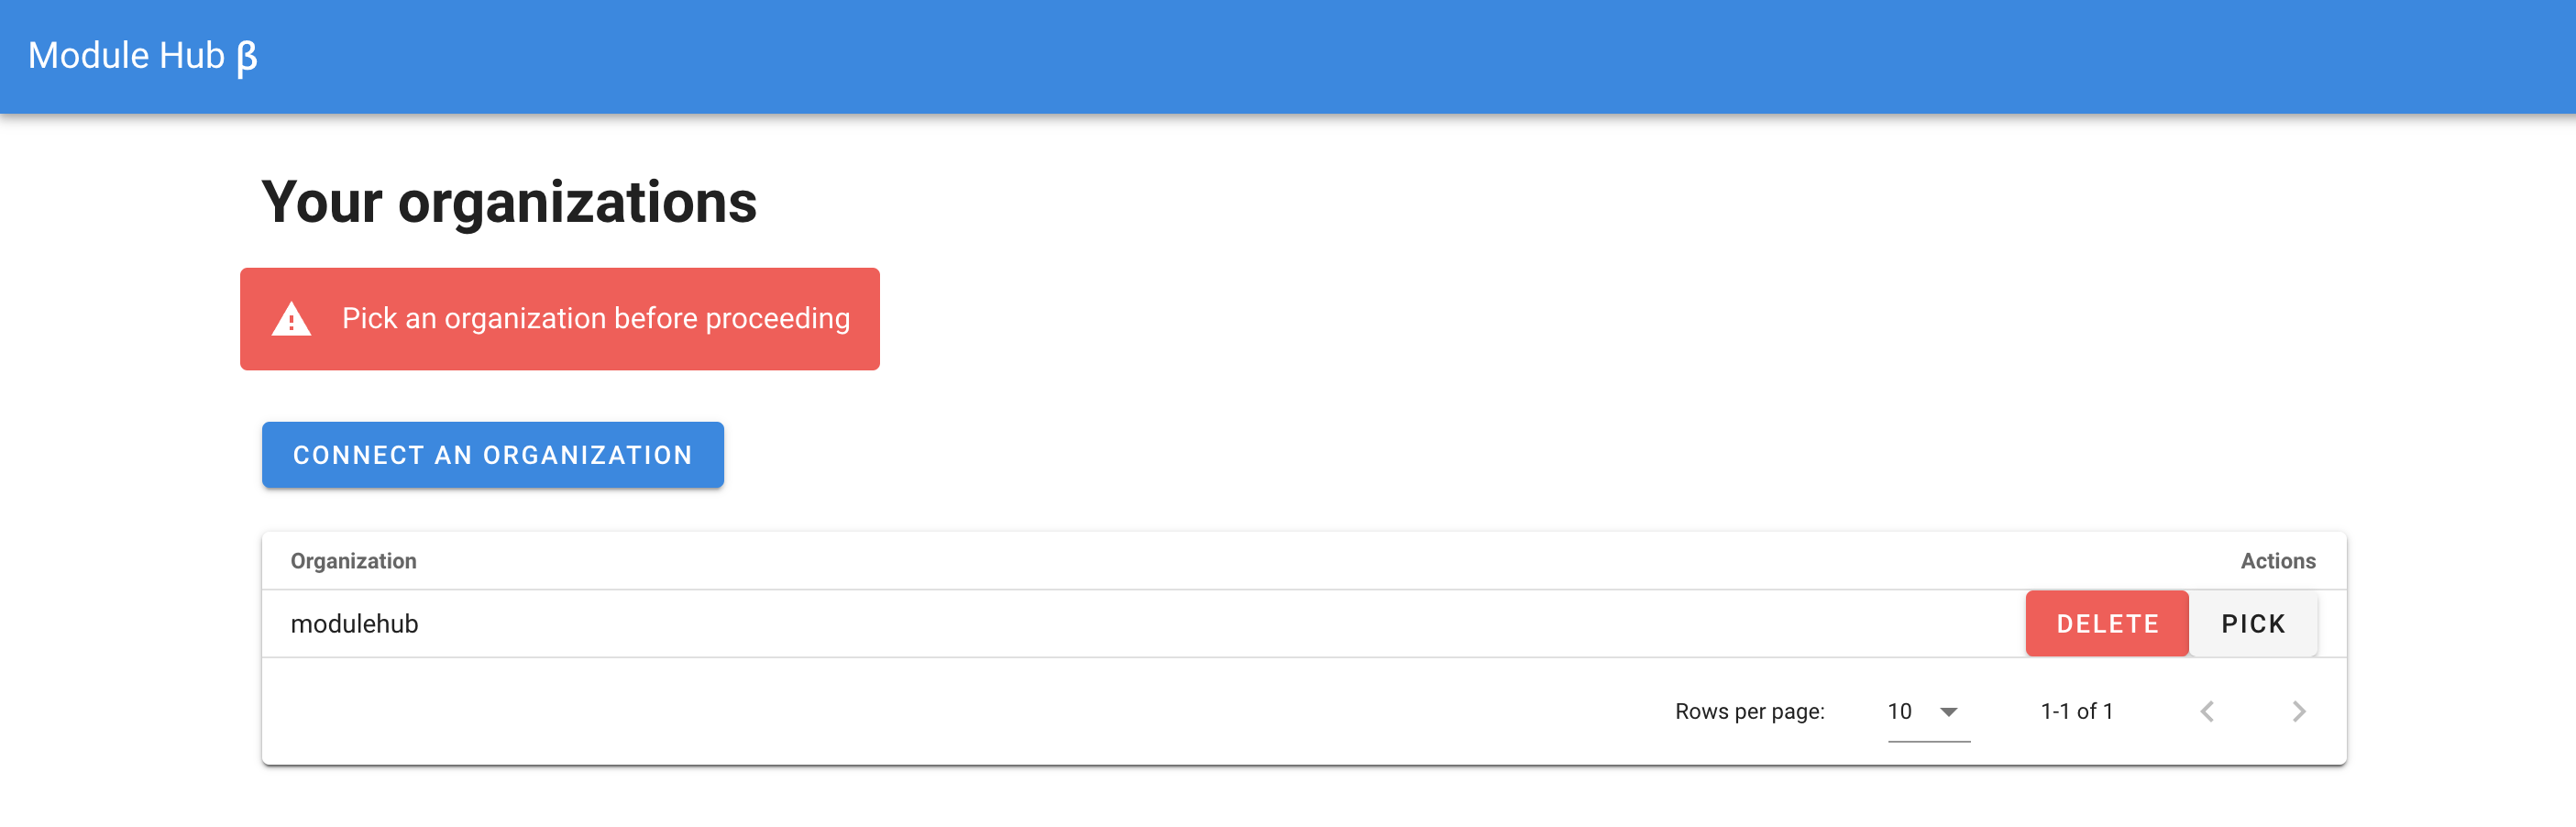 Module Hub β
Your organizations
Pick an organization before proceeding
CONNECT AN ORGANIZATION
Organization Actions
modulehub DELETE PICK
Rows per page: 10 1-1 of 1